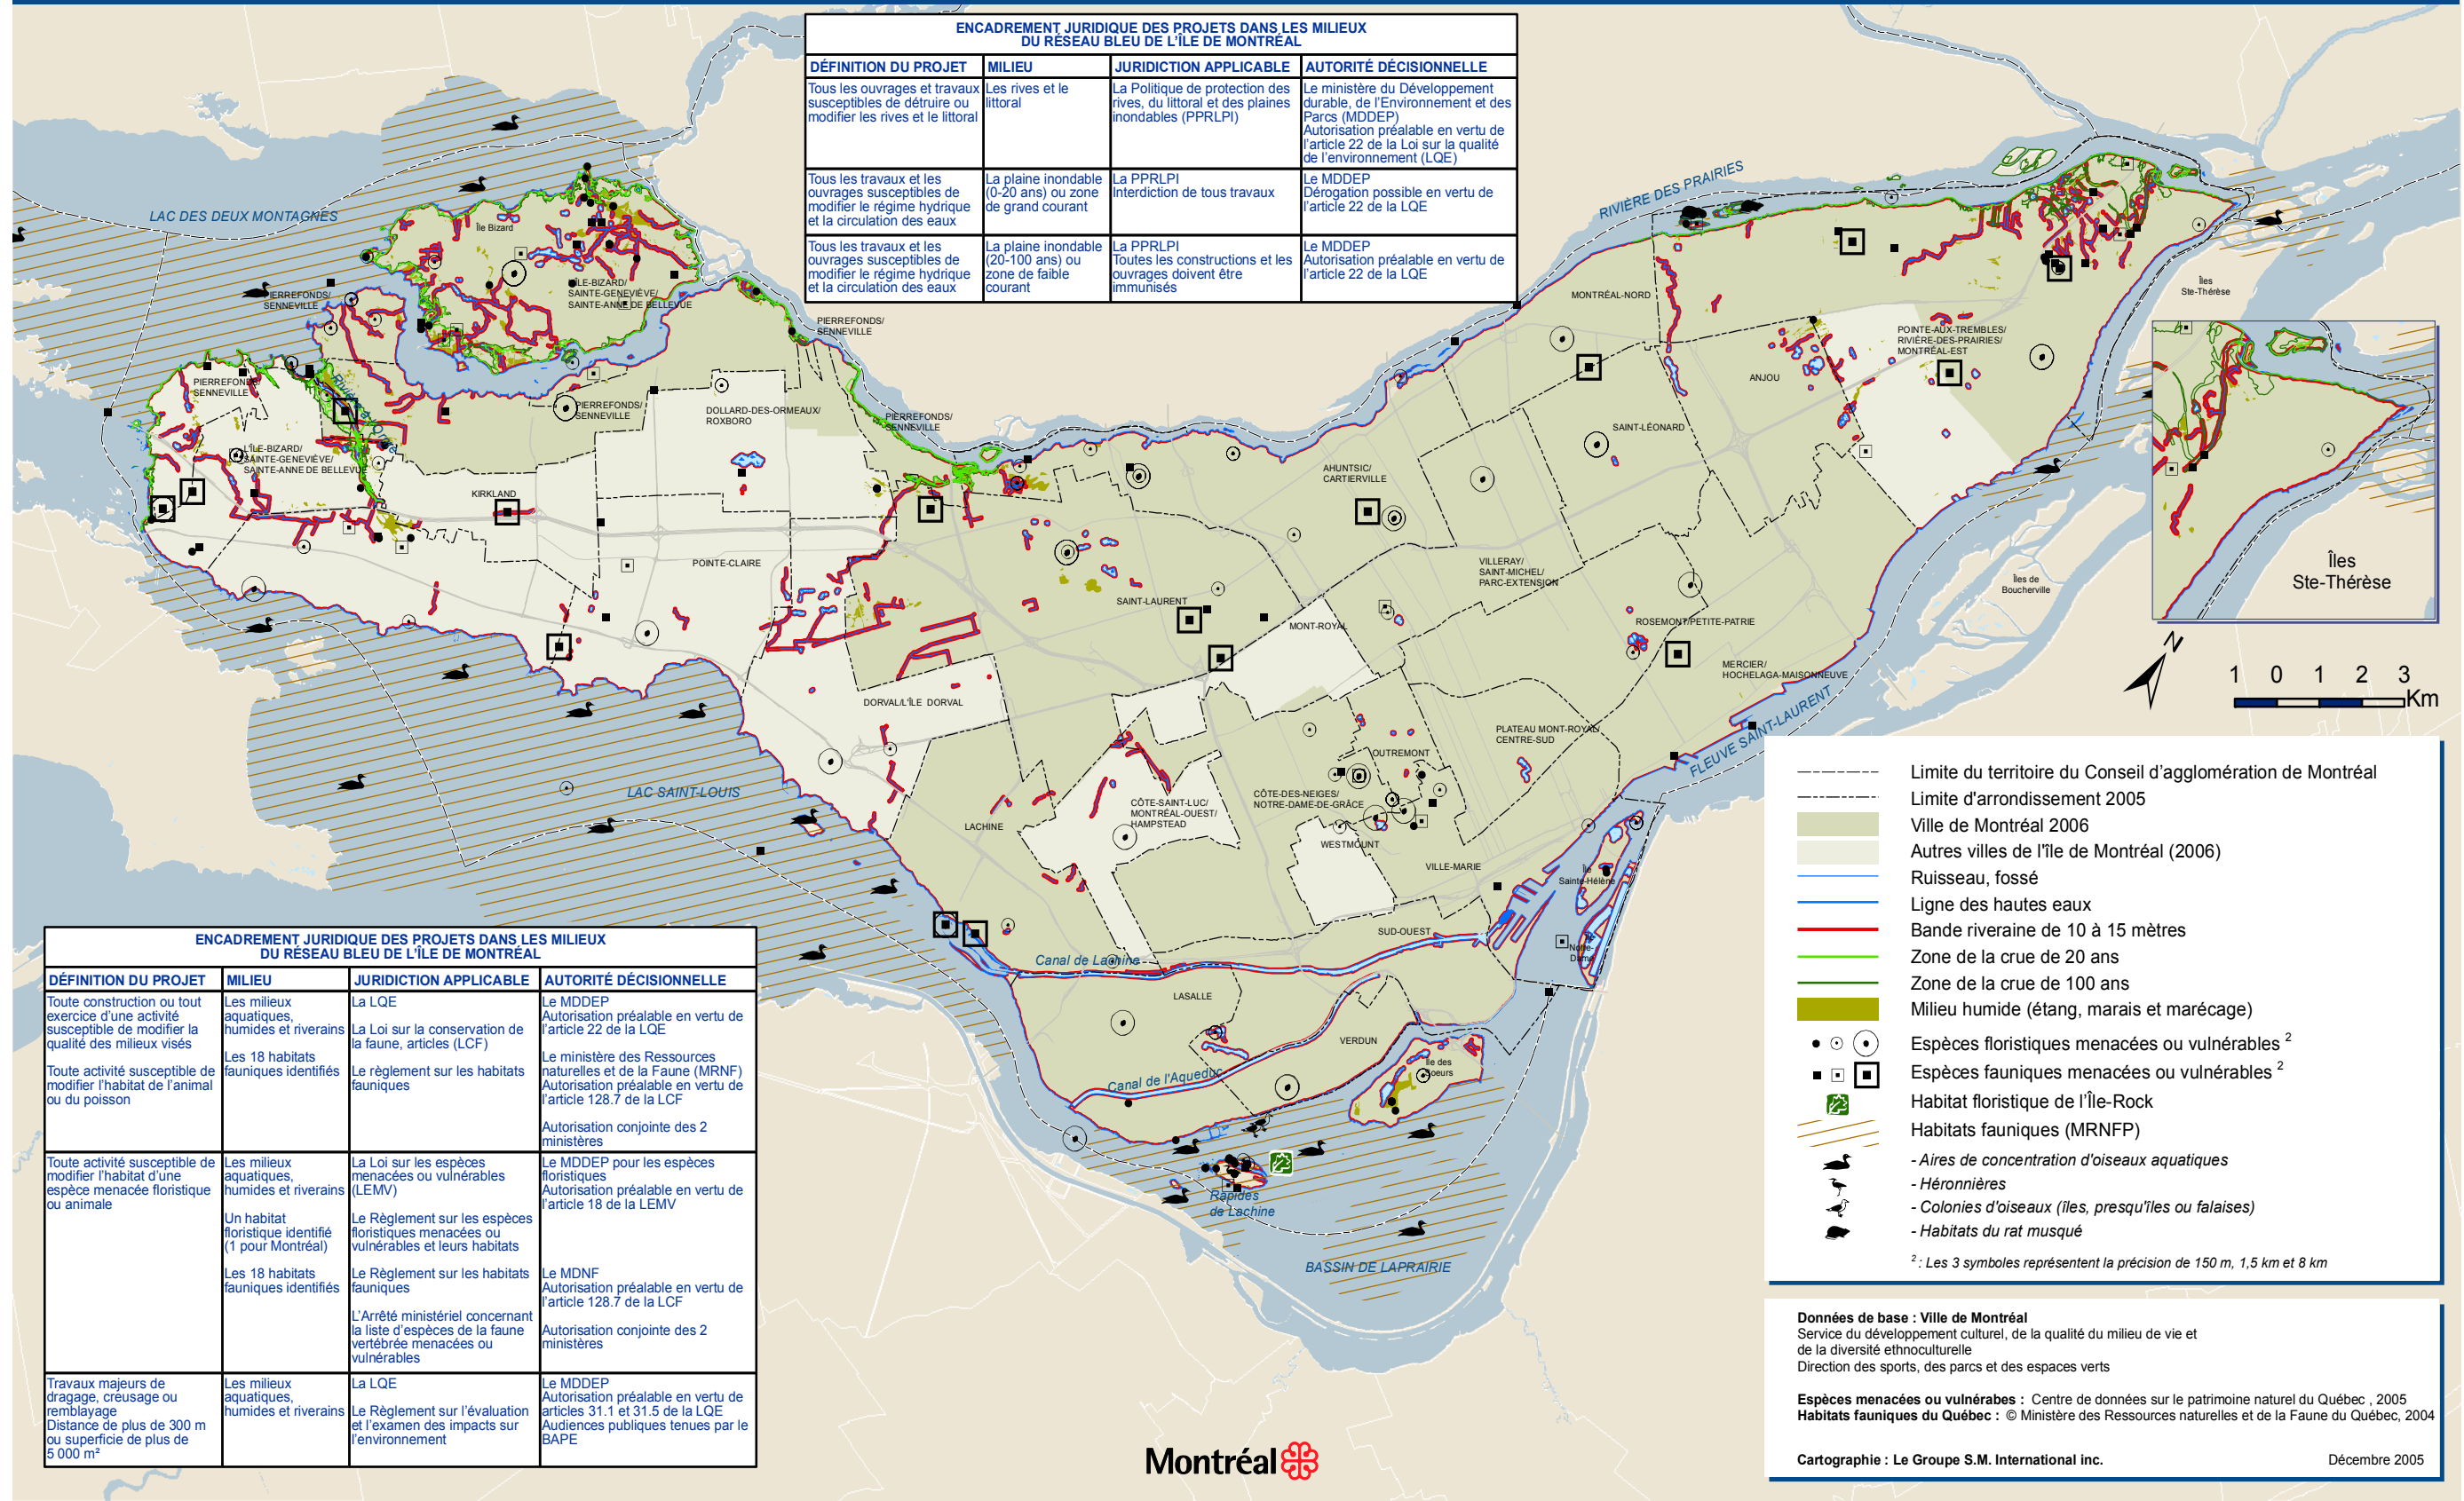 ENCADREMENT JURIDIQUE DES PROJETS DANS LES MILIEUX
DU RÉSEAU BLEU DE L'ÎLE DE MONTRÉAL
DÉFINITION DU PROJET
MILIEU
JURIDICTION APPLICABLE
AUTORITÉ DÉCISIONNELLE
Tous les ouvrages et travaux
susceptibles de détruire ou
modifier les rives et le littoral
Les rives et le
littoral
La Politique de protection des
rives, du littoral et des plaines
inondables (PPRLPI)
Le ministère du Développement
durable, de l'Environnement et des
Parcs (MDDEP)
Autorisation préalable en vertu de
l'article 22 de la Loi sur la qualité
de l'environnement (LQE)
Tous les travaux et les
ouvrages susceptibles de
modifier le régime hydrique
et la circulation des eaux
La plaine inondable
(0-20 ans) ou zone
de grand courant
La PPRLPI
Interdiction de tous travaux
Le MDDEP
Dérogation possible en vertu de
l'article 22 de la LQE
Tous les travaux et les
ouvrages susceptibles de
modifier le régime hydrique
et la circulation des eaux
La plaine inondable
(20-100 ans) ou
zone de faible
courant
La PPRLPI
Toutes les constructions et les
ouvrages doivent être
immunisés
Le MDDEP
Autorisation préalable en vertu de
l'article 22 de la LQE
LAC DES DEUX MONTAGNES
Île Bizard
ÎLE-BIZARD/
SAINTE-GENEVIÈVE/
SAINTE-ANNE DE BELLEVUE
PIERREFONDS/
SENNEVILLE
PIERREFONDS/
SENNEVILLE
PIERREFONDS/
SENNEVILLE
PIERREFONDS/
SENNEVILLE
PIERREFONDS/
SENNEVILLE
L'ÎLE-BIZARD/
SAINTE-GENEVIÈVE/
SAINTE-ANNE DE BELLEVUE
DOLLARD-DES-ORMEAUX/
ROXBORO
KIRKLAND
POINTE-CLAIRE
RIVIÈRE DES PRAIRIES
MONTRÉAL-NORD
ANJOU
SAINT-LÉONARD
POINTE-AUX-TREMBLES/
RIVIÈRE-DES-PRAIRIES/
MONTRÉAL-EST
Îles
Ste-Thérèse
AHUNTSIC/
CARTIERVILLE
VILLERAY/
SAINT-MICHEL/
PARC-EXTENSION
SAINT-LAURENT
MONT-ROYAL
ROSEMONT/PETITE-PATRIE
MERCIER/
HOCHELAGA-MAISONNEUVE
Îles de
Boucherville
Îles
Ste-Thérèse
N
1 0 1 2 3
Km
DORVAL/L'ÎLE DORVAL
LAC SAINT-LOUIS
LACHINE
CÔTE-SAINT-LUC/
MONTRÉAL-OUEST/
HAMPSTEAD
CÔTE-DES-NEIGES/
NOTRE-DAME-DE-GRÂCE
OUTREMONT
PLATEAU MONT-ROYAL/
CENTRE-SUD
WESTMOUNT
VILLE-MARIE
SUD-OUEST
FLEUVE SAINT-LAURENT
Île
Sainte-Hélène
Notre-
Dame
Canal de Lachine
LASALLE
VERDUN
Canal de l'Aqueduc
Île des
Soeurs
Rapides
de Lachine
BASSIN DE LAPRAIRIE
ENCADREMENT JURIDIQUE DES PROJETS DANS LES MILIEUX
DU RÉSEAU BLEU DE L'ÎLE DE MONTRÉAL
DÉFINITION DU PROJET
MILIEU
JURIDICTION APPLICABLE
AUTORITÉ DÉCISIONNELLE
Toute construction ou tout
exercice d'une activité
susceptible de modifier la
qualité des milieux visés
Toute activité susceptible de
modifier l'habitat de l'animal
ou du poisson
Les milieux
aquatiques,
humides et riverains
Les 18 habitats
fauniques identifiés
La LQE
La Loi sur la conservation de
la faune, articles (LCF)
Le règlement sur les habitats
fauniques
Le MDDEP
Autorisation préalable en vertu de
l'article 22 de la LQE
Le ministère des Ressources
naturelles et de la Faune (MRNF)
Autorisation préalable en vertu de
l'article 128.7 de la LCF
Autorisation conjointe des 2
ministères
Toute activité susceptible de
modifier l'habitat d'une
espèce menacée floristique
ou animale
Les milieux
aquatiques,
humides et riverains
Un habitat
floristique identifié
(1 pour Montréal)
Les 18 habitats
fauniques identifiés
La Loi sur les espèces
menacées ou vulnérables
(LEMV)
Le Règlement sur les espèces
floristiques menacées ou
vulnérables et leurs habitats
Le Règlement sur les habitats
fauniques
L'Arrêté ministériel concernant
la liste d'espèces de la faune
vertébrée menacées ou
vulnérables
Le MDDEP pour les espèces
floristiques
Autorisation préalable en vertu de
l'article 18 de la LEMV
Le MDNF
Autorisation préalable en vertu de
l'article 128.7 de la LCF
Autorisation conjointe des 2
ministères
Travaux majeurs de
dragage, creusage ou
remblayage
Distance de plus de 300 m
ou superficie de plus de
5 000 m²
Les milieux
aquatiques,
humides et riverains
La LQE
Le Règlement sur l'évaluation
et l'examen des impacts sur
l'environnement
Le MDDEP
Autorisation préalable en vertu de
articles 31.1 et 31.5 de la LQE
Audiences publiques tenues par le
BAPE
Limite du territoire du Conseil d'agglomération de Montréal
Limite d'arrondissement 2005
Ville de Montréal 2006
Autres villes de l'île de Montréal (2006)
Ruisseau, fossé
Ligne des hautes eaux
Bande riveraine de 10 à 15 mètres
Zone de la crue de 20 ans
Zone de la crue de 100 ans
Milieu humide (étang, marais et marécage)
Espèces floristiques menacées ou vulnérables ²
Espèces fauniques menacées ou vulnérables ²
Habitat floristique de l'Île-Rock
Habitats fauniques (MRNFP)
- Aires de concentration d'oiseaux aquatiques
- Héronnières
- Colonies d'oiseaux (îles, presqu'îles ou falaises)
- Habitats du rat musqué
² : Les 3 symboles représentent la précision de 150 m, 1,5 km et 8 km
Données de base : Ville de Montréal
Service du développement culturel, de la qualité du milieu de vie et
de la diversité ethnoculturelle
Direction des sports, des parcs et des espaces verts
Espèces menacées ou vulnérabes : Centre de données sur le patrimoine naturel du Québec , 2005
Habitats fauniques du Québec : © Ministère des Ressources naturelles et de la Faune du Québec, 2004
Cartographie : Le Groupe S.M. International inc.
Décembre 2005
Montréal